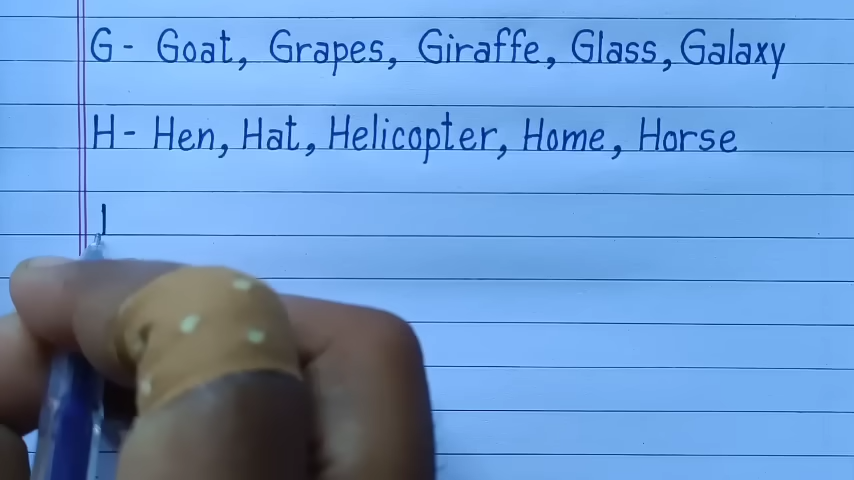 G - Goat, Grapes, Giraffe, Glass, Galaxy
H - Hen, Hat, Helicopter, Home, Horse
I